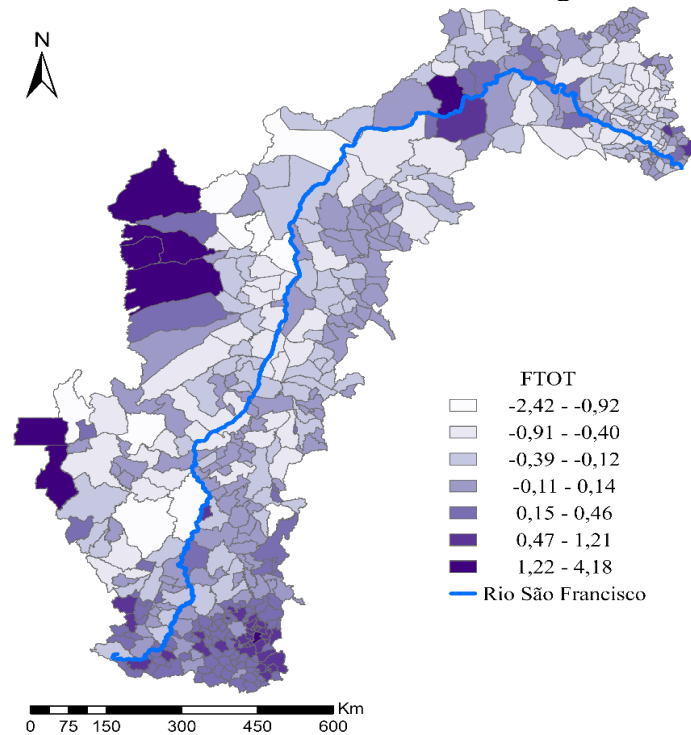 N
FTOT
-2,42 - -0,92
-0,91 - -0,40
-0,39 - -0,12
-0,11 - 0,14
0,15 - 0,46
0,47 - 1,21
1,22 - 4,18
Rio São Francisco
Km
0 75 150 300 450 600